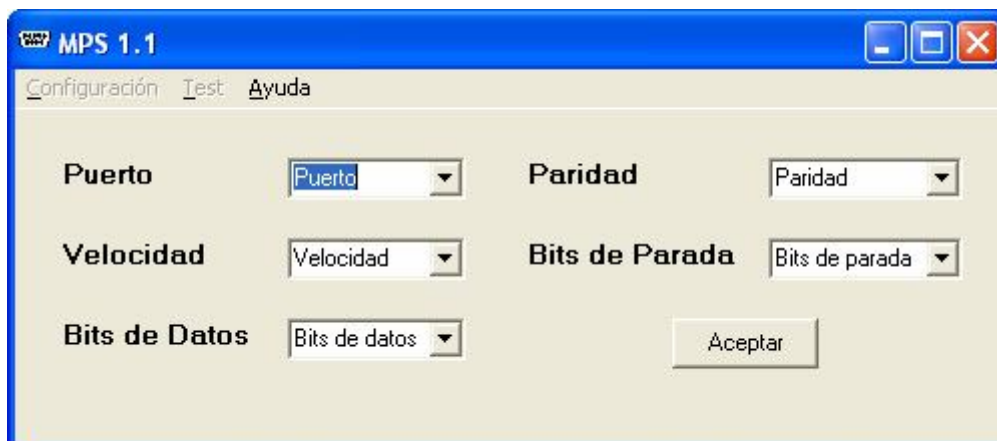 MPS 1.1
Configuración Test Ayuda
Puerto Puerto Paridad Paridad
Velocidad Velocidad Bits de Parada Bits de parada
Bits de Datos Bits de datos Aceptar